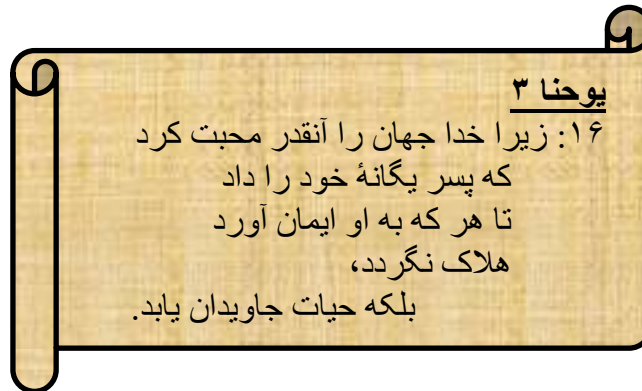 یوحنا ۳
۱۶: زیرا خدا جهان را آنقدر محبت کرد
که پسر یگانهٔ خود را داد
تا هر که به او ایمان آورد
هلاک نگردد،
بلکه حیات جاویدان یابد.